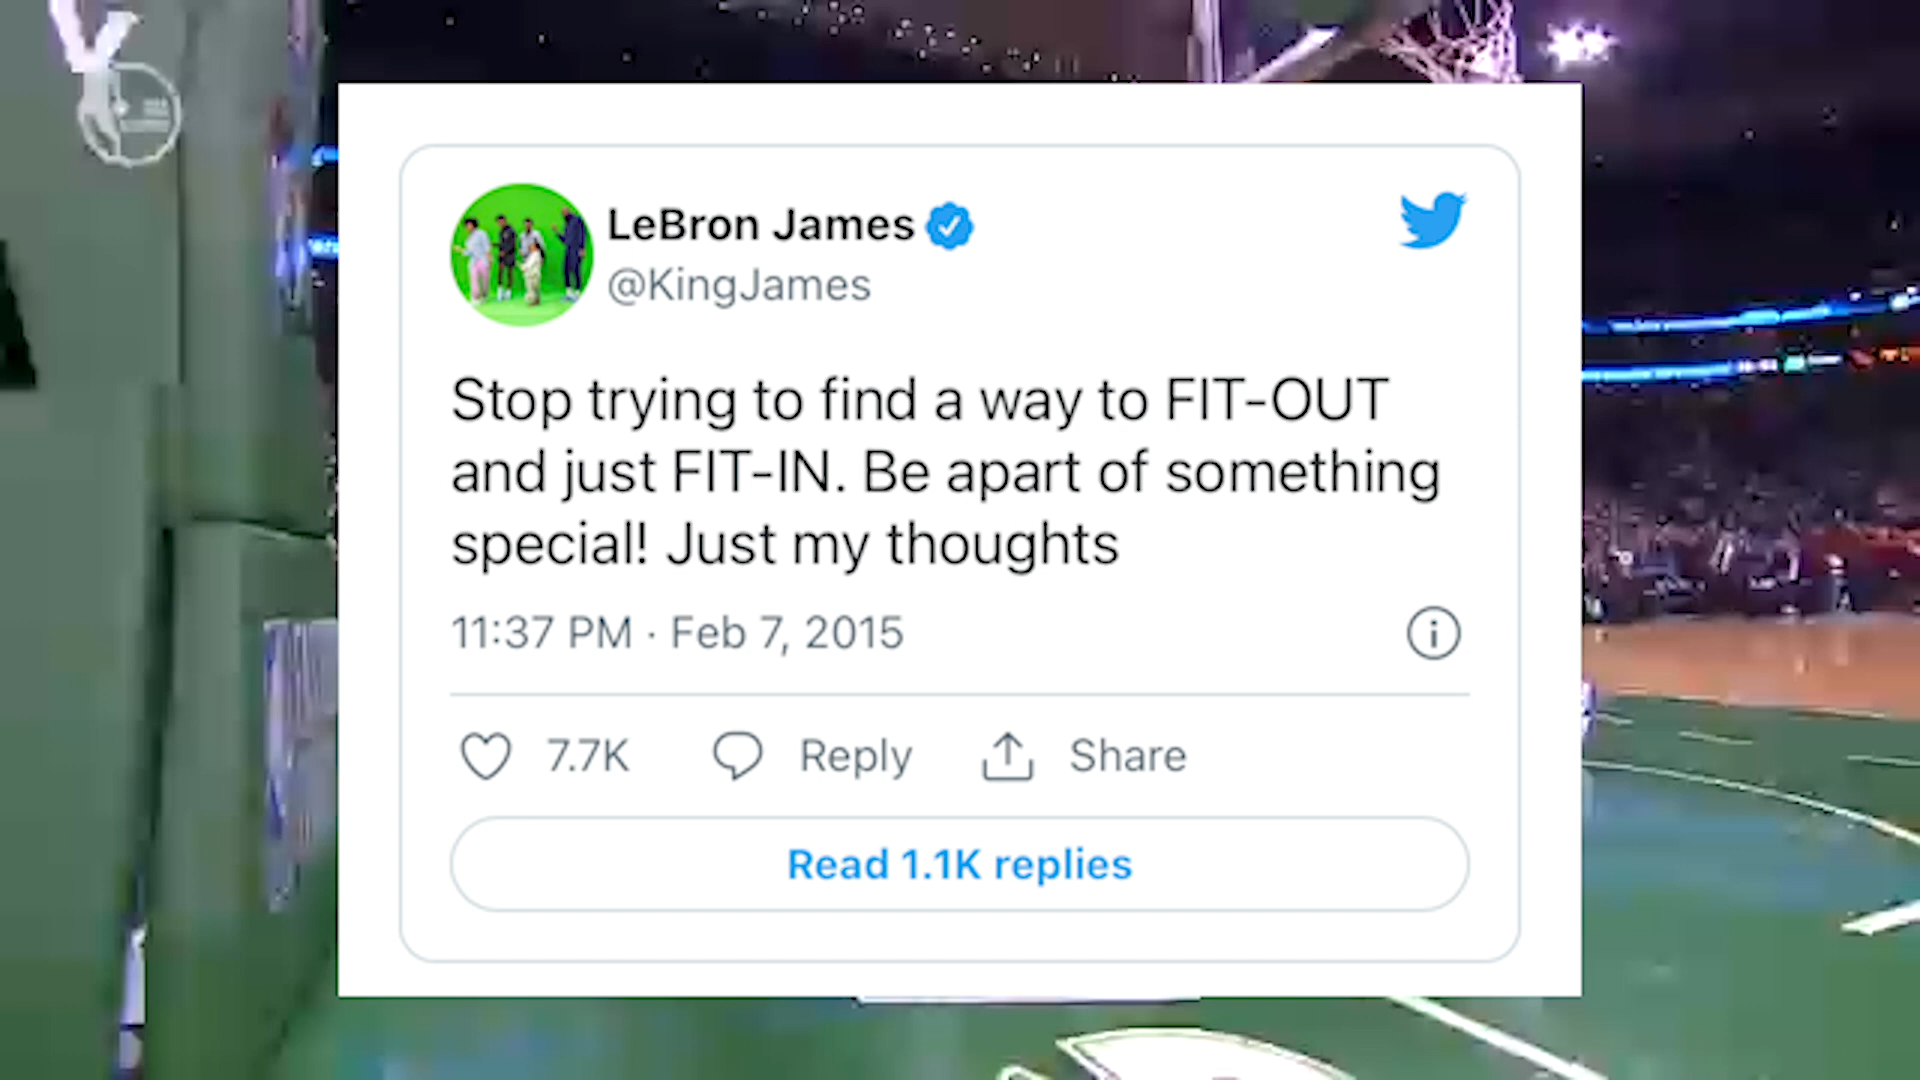 LeBron James
@KingJames
Stop trying to find a way to FIT-OUT
and just FIT-IN. Be apart of something
special! Just my thoughts
11:37 PM · Feb 7, 2015
7.7K Reply Share
Read 1.1K replies